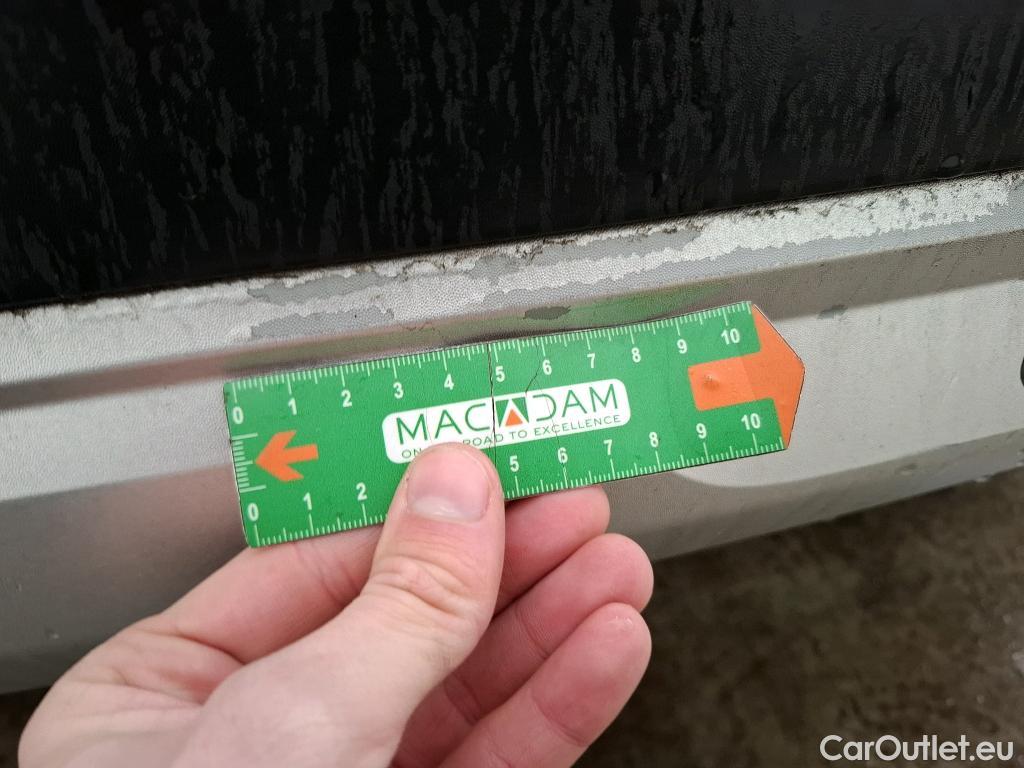 0 1 2 3 4 5 6 7 8 9 10
MACADAM
ON ROAD TO EXCELLENCE
0 1 2 5 6 7 8 9 10
CarOutlet.eu